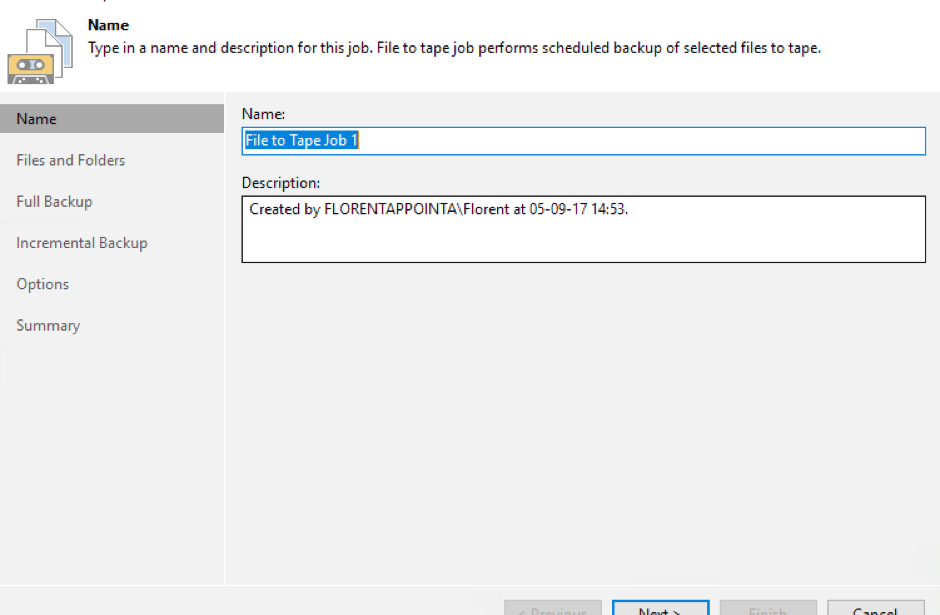 Name
Type in a name and description for this job. File to tape job performs scheduled backup of selected files to tape.
Name
Files and Folders
Full Backup
Incremental Backup
Options
Summary
Name:
File to Tape Job 1
Description:
Created by FLORENTAPPOINTA\Florent at 05-09-17 14:53.
< Previous
Next >
Finish
Cancel